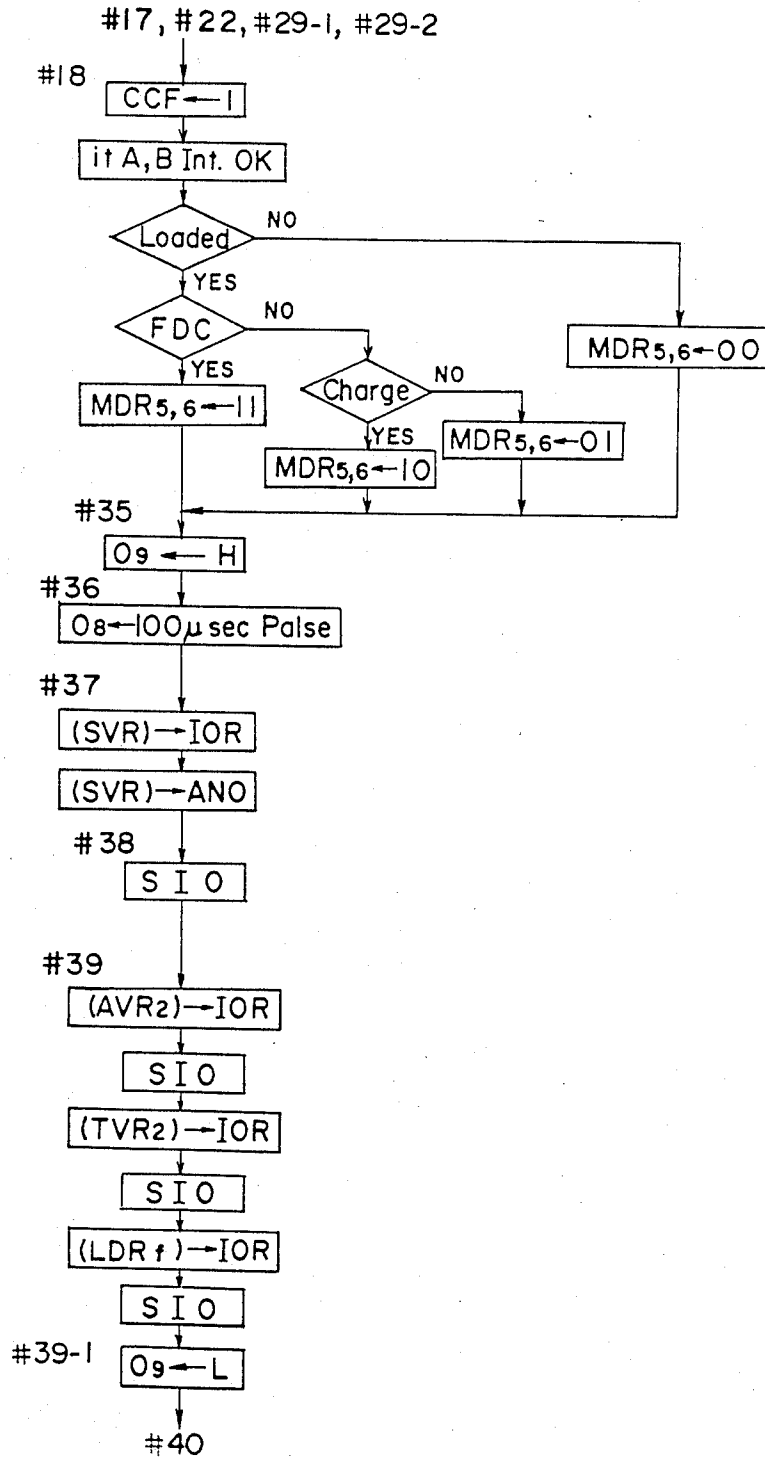 #17, #22, #29-1, #29-2
#18
CCF←1
it A, B Int. OK
Loaded
NO
YES
FDC
NO
YES
MDR5,6←00
Charge
NO
YES
MDR5,6←11
MDR5,6←01
MDR5,6←10
#35
O9 ← H
#36
O8←100μsec Palse
#37
(SVR)→IOR
(SVR)→ANO
#38
SIO
#39
(AVR2)→IOR
SIO
(TVR2)→IOR
SIO
(LDRf)→IOR
SIO
#39-1
O9←L
#40